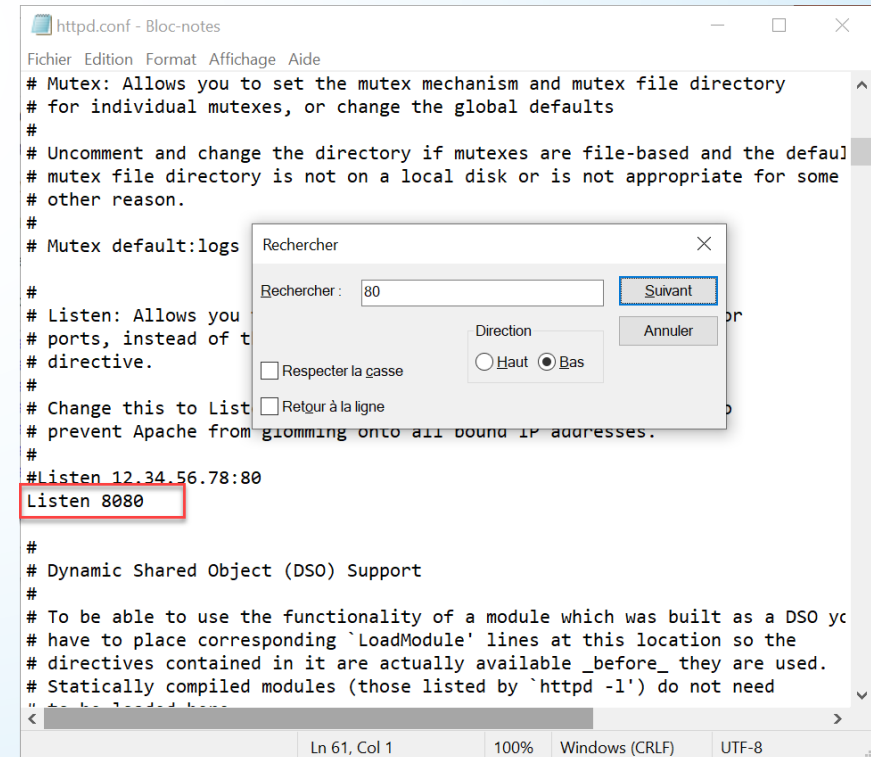 httpd.conf - Bloc-notes
Fichier Edition Format Affichage Aide
# Mutex: Allows you to set the mutex mechanism and mutex file directory
# for individual mutexes, or change the global defaults
#
# Uncomment and change the directory if mutexes are file-based and the defaul
# mutex file directory is not on a local disk or is not appropriate for some
# other reason.
#
# Mutex default:logs
Rechercher
Rechercher : 80
Suivant
Annuler
Direction
Haut Bas
Respecter la casse
Retour à la ligne
#
# Listen: Allows you
# ports, instead of t
# directive.
#
# Change this to List
# prevent Apache from glomming onto all bound IP addresses.
#
#Listen 12.34.56.78:80
Listen 8080
#
# Dynamic Shared Object (DSO) Support
#
# To be able to use the functionality of a module which was built as a DSO yo
# have to place corresponding `LoadModule' lines at this location so the
# directives contained in it are actually available _before_ they are used.
# Statically compiled modules (those listed by `httpd -l') do not need
Ln 61, Col 1
100%
Windows (CRLF)
UTF-8